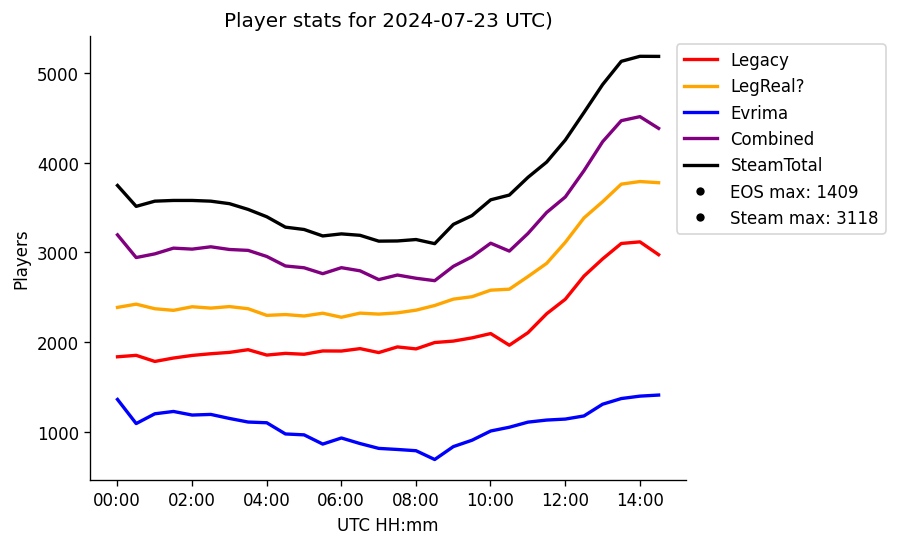 Player stats for 2024-07-23 UTC)
5000
4000
3000
2000
1000
Players
00:00 02:00 04:00 06:00 08:00 10:00 12:00 14:00
UTC HH:mm
Legacy
LegReal?
Evrima
Combined
SteamTotal
EOS max: 1409
Steam max: 3118